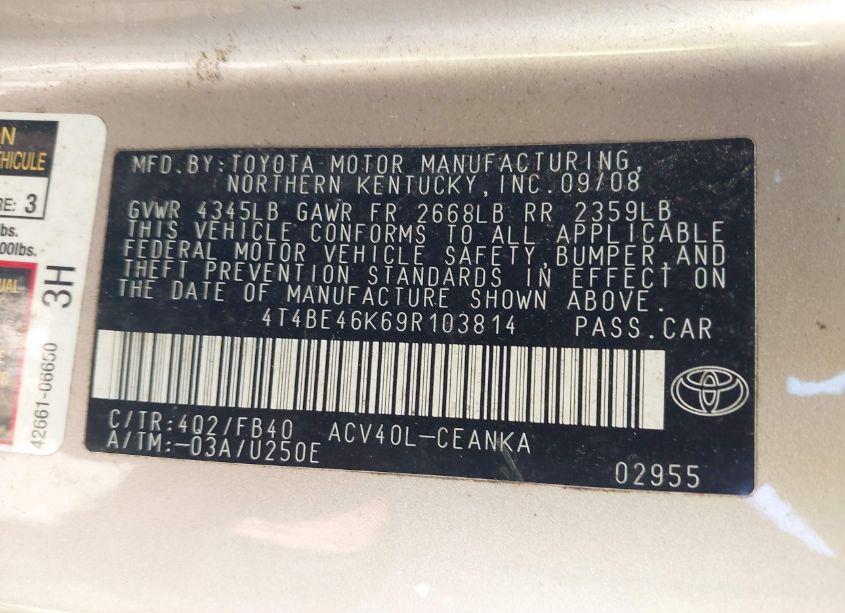 N
EHICULE
RE: 3
bs.
00lbs.
UAL
3H
42661-06650
MFD.BY:TOYOTA MOTOR MANUFACTURING,
NORTHERN KENTUCKY,INC.09/08
GVWR 4345LB GAWR FR 2668LB RR 2359LB
THIS VEHICLE CONFORMS TO ALL APPLICABLE
FEDERAL MOTOR VEHICLE SAFETY,BUMPER,AND
THEFT PREVENTION STANDARDS IN EFFECT ON
THE DATE OF MANUFACTURE SHOWN ABOVE.
4T4BE46K69R103814 PASS.CAR
C/TR:4Q2/FB40 ACV40L-CEANKA
A/TM:-03A/U250E
02955